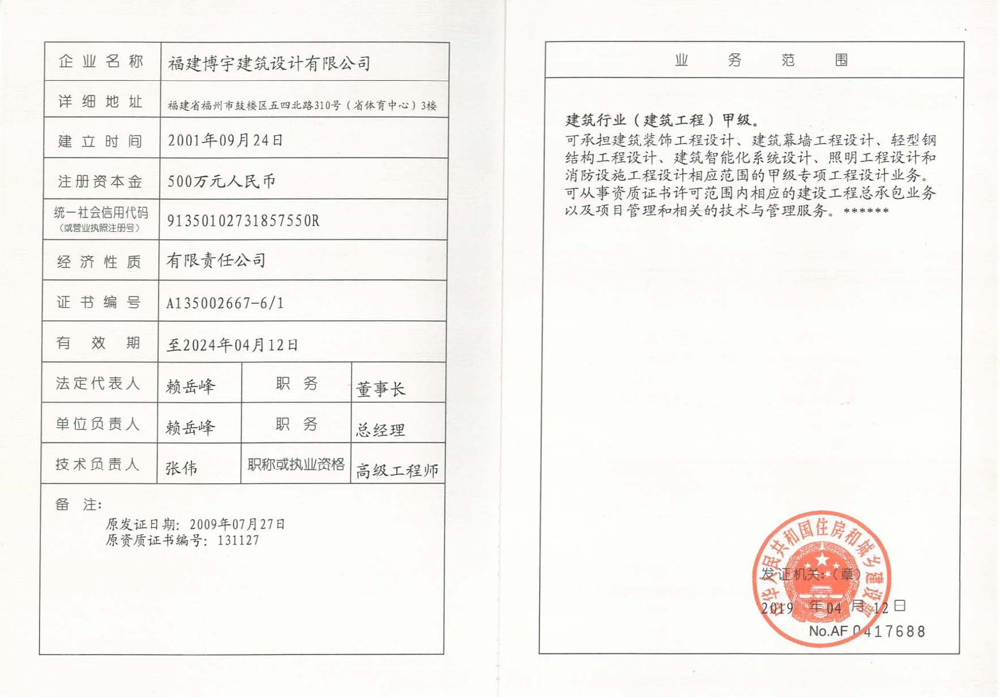 企业名称 福建博宇建筑设计有限公司
详细地址 福建省福州市鼓楼区五四北路310号（省体育中心）3楼
建立时间 2001年09月24日
注册资本金 500万元人民币
统一社会信用代码 91350102731857550R
（或营业执照注册号）
经济性质 有限责任公司
证书编号 A135002667-6/1
有效期 至2024年04月12日
法定代表人 赖岳峰 职务 董事长
单位负责人 赖岳峰 职务 总经理
技术负责人 张伟 职称或执业资格 高级工程师
备注：
原发证日期：2009年07月27日
原资质证书编号：131127
业务范围
建筑行业（建筑工程）甲级。
可承担建筑装饰工程设计、建筑幕墙工程设计、轻型钢
结构工程设计、建筑智能化系统设计、照明工程设计和
消防设施工程设计相应范围的甲级专项工程设计业务。
可从事资质证书许可范围内相应的建设工程总承包业务
以及项目管理和相关的技术与管理服务。******
中华人民共和国住房和城乡建设部
发证机关：（章）
2019年04月12日
No.AF 0417688